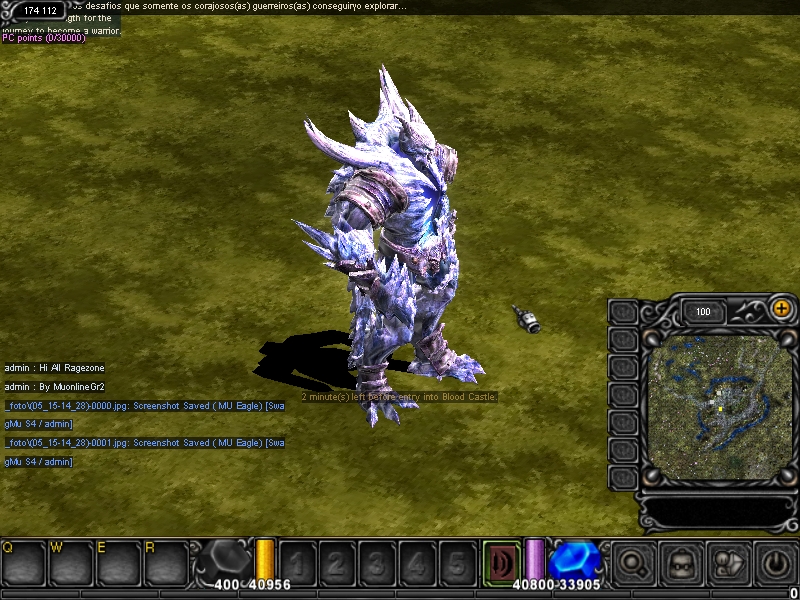 174 112
desafios que somente os corajosos(as) guerreiros(as) conseguiryo explorar...
gth for the
journey to become a warrior.
PC points (0/30000)
100
admin : Hi All Ragezone
admin : By MuonlineGr2
2 minute(s) left before entry into Blood Castle.
_foto\(05_15-14_28)-0000.jpg: Screenshot Saved ( MU Eagle) [Swa
gMu S4 / admin]
_foto\(05_15-14_28)-0001.jpg: Screenshot Saved ( MU Eagle) [Swa
gMu S4 / admin]
Q W E R
1 2 3 4 5
400 40956
40800 33905
0